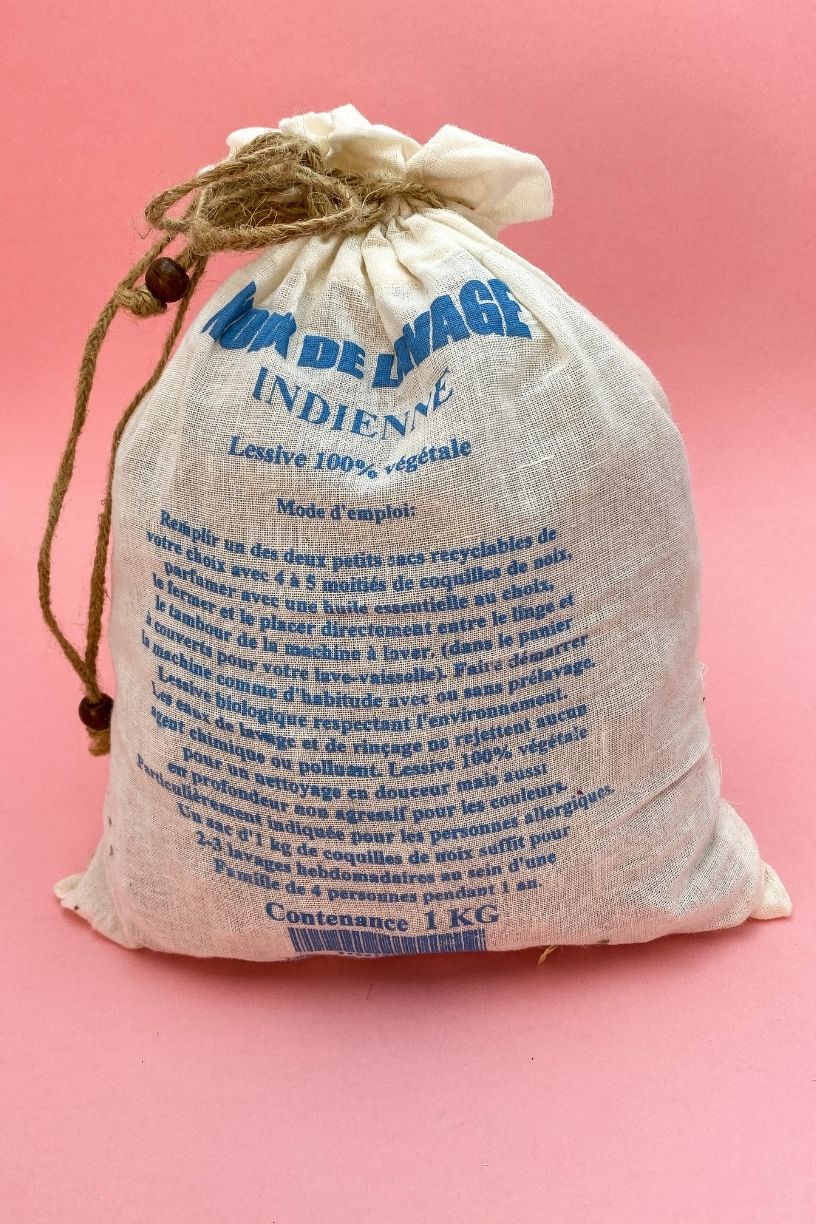 NOIX DE LAVAGE
INDIENNE
Lessive 100% végétale
Mode d'emploi:
Remplir un des deux petits sacs recyclables de
votre choix avec 4 à 5 moitiés de coquilles de noix,
parfumer avec une huile essentielle au choix,
le fermer et le placer directement entre le linge et
le tambour de la machine à laver. (dans le panier
à couverts pour votre lave-vaisselle). Faire démarrer
la machine comme d'habitude avec ou sans prélavage.
Lessive biologique respectant l'environnement.
Les eaux de lavage et de rinçage ne rejettent aucun
agent chimique ou polluant. Lessive 100% végétale
pour un nettoyage en douceur mais aussi
en profondeur non agressif pour les couleurs.
Particulièrement indiquée pour les personnes allergiques.
Un sac d'1 kg de coquilles de noix suffit pour
2-3 lavages hebdomadaires au sein d'une
Famille de 4 personnes pendant 1 an.
Contenance 1 KG